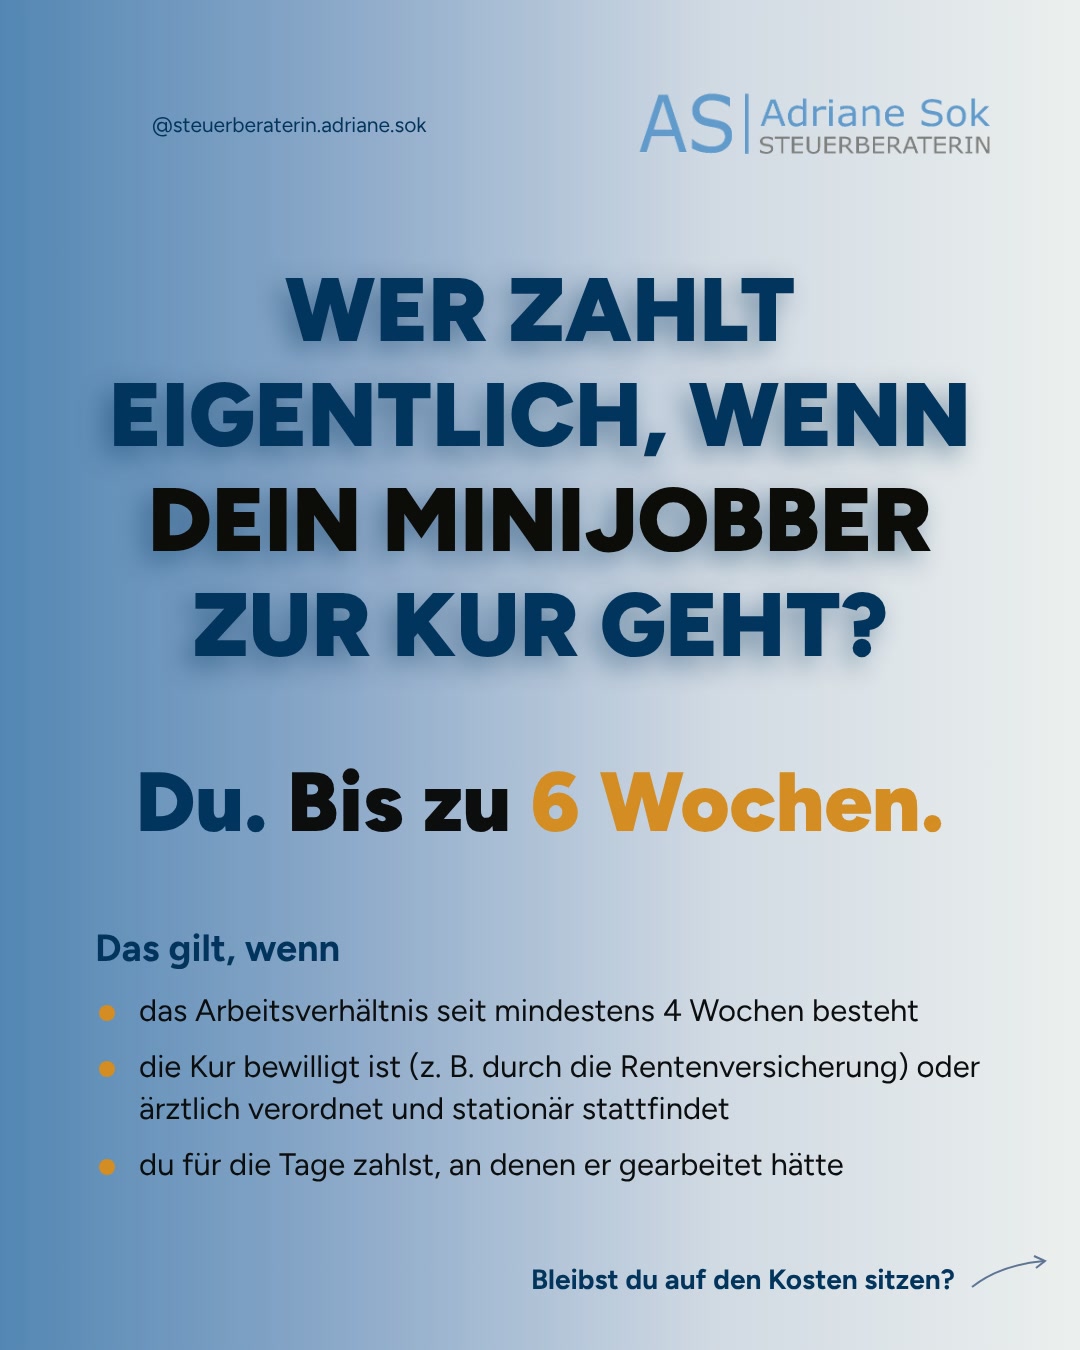 @steuerberaterin.adriane.sok
AS Adriane Sok
STEUERBERATERIN
WER ZAHLT
EIGENTLICH, WENN
DEIN MINIJOBBER
ZUR KUR GEHT?
Du. Bis zu 6 Wochen.
Das gilt, wenn
das Arbeitsverhältnis seit mindestens 4 Wochen besteht
die Kur bewilligt ist (z. B. durch die Rentenversicherung) oder
ärztlich verordnet und stationär stattfindet
du für die Tage zahlst, an denen er gearbeitet hätte
Bleibst du auf den Kosten sitzen?